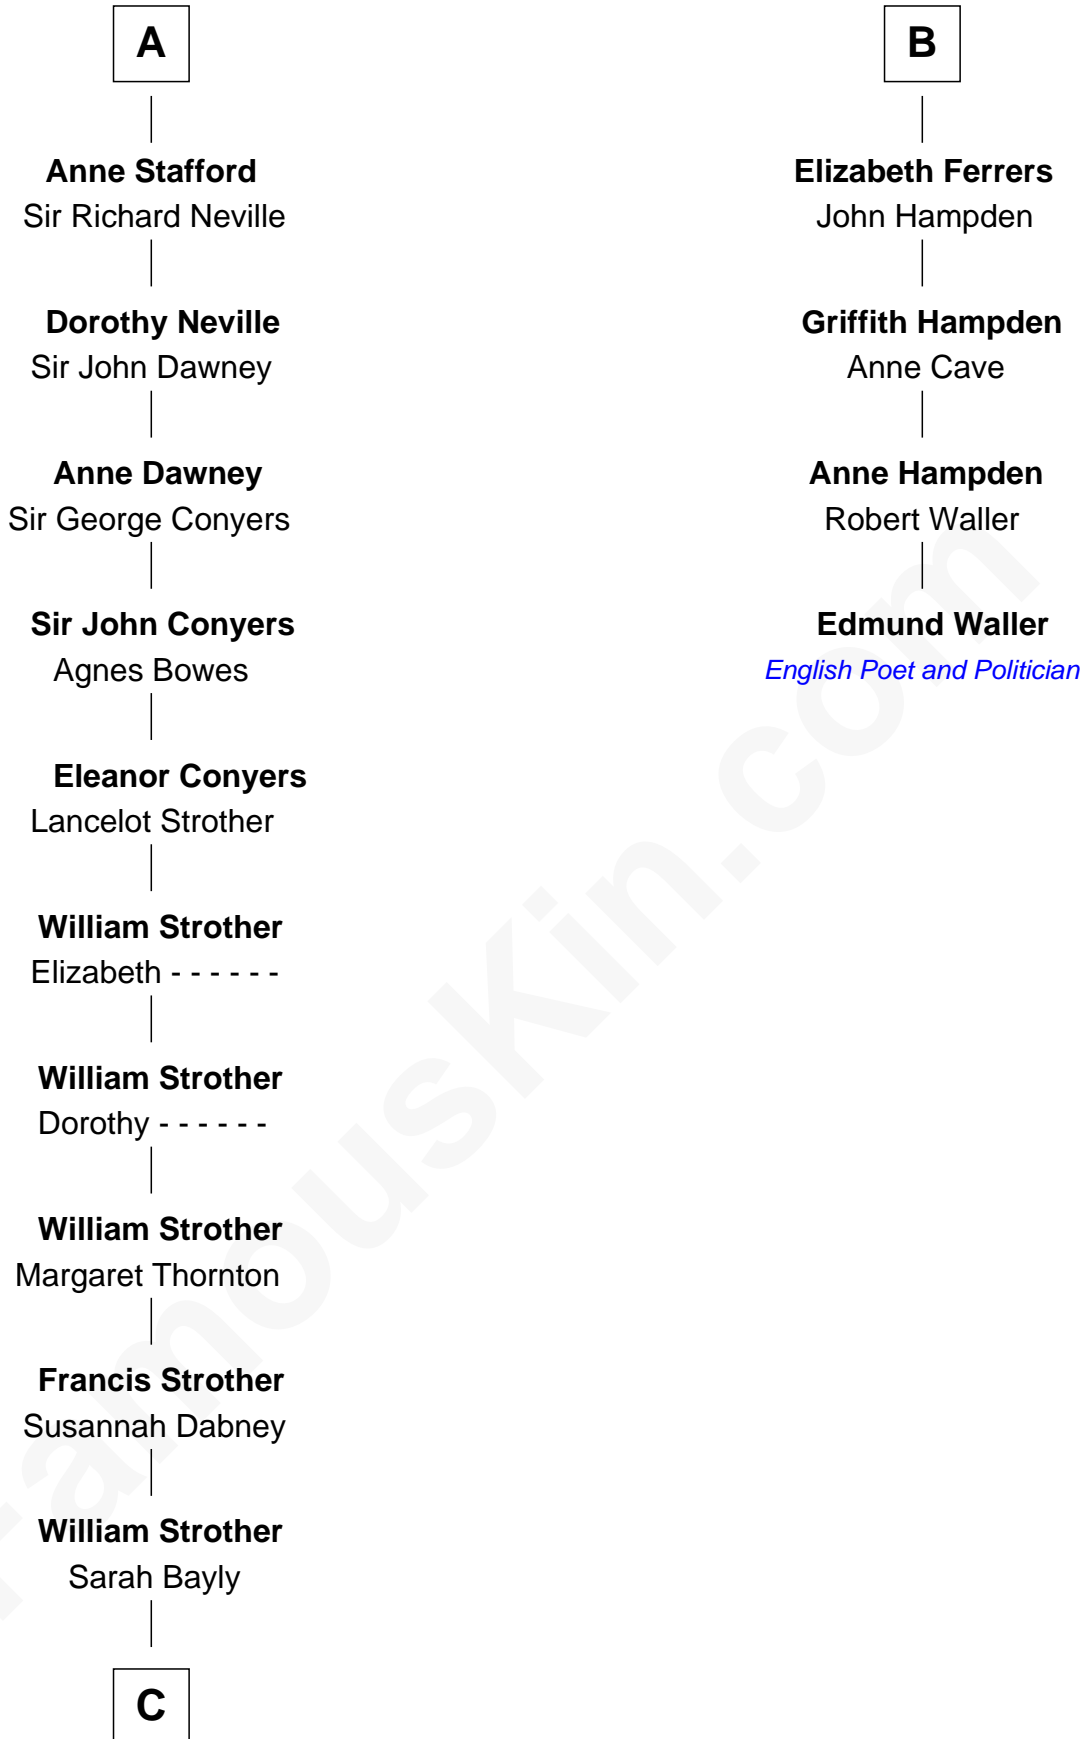 A
Anne Stafford
Sir Richard Neville
Dorothy Neville
Sir John Dawney
Anne Dawney
Sir George Conyers
Sir John Conyers
Agnes Bowes
Eleanor Conyers
Lancelot Strother
William Strother
Elizabeth - - - - - -
William Strother
Dorothy - - - - - -
William Strother
Margaret Thornton
Francis Strother
Susannah Dabney
William Strother
Sarah Bayly
C
B
Elizabeth Ferrers
John Hampden
Griffith Hampden
Anne Cave
Anne Hampden
Robert Waller
Edmund Waller
English Poet and Politician
FamousKin.com